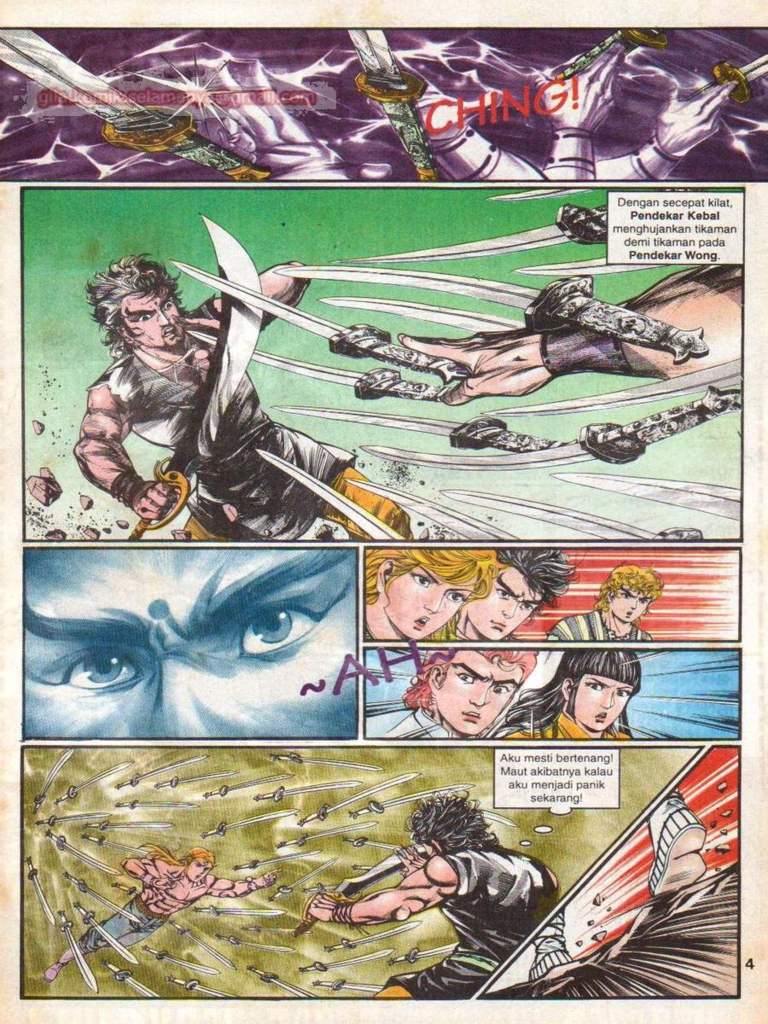 gilakomikselamanya@gmail.com
CHING!
Dengan secepat kilat,
Pendekar Kebal
menghujankan tikaman
demi tikaman pada
Pendekar Wong.
~AH~
Aku mesti bertenang!
Maut akibatnya kalau
aku menjadi panik
sekarang!
4